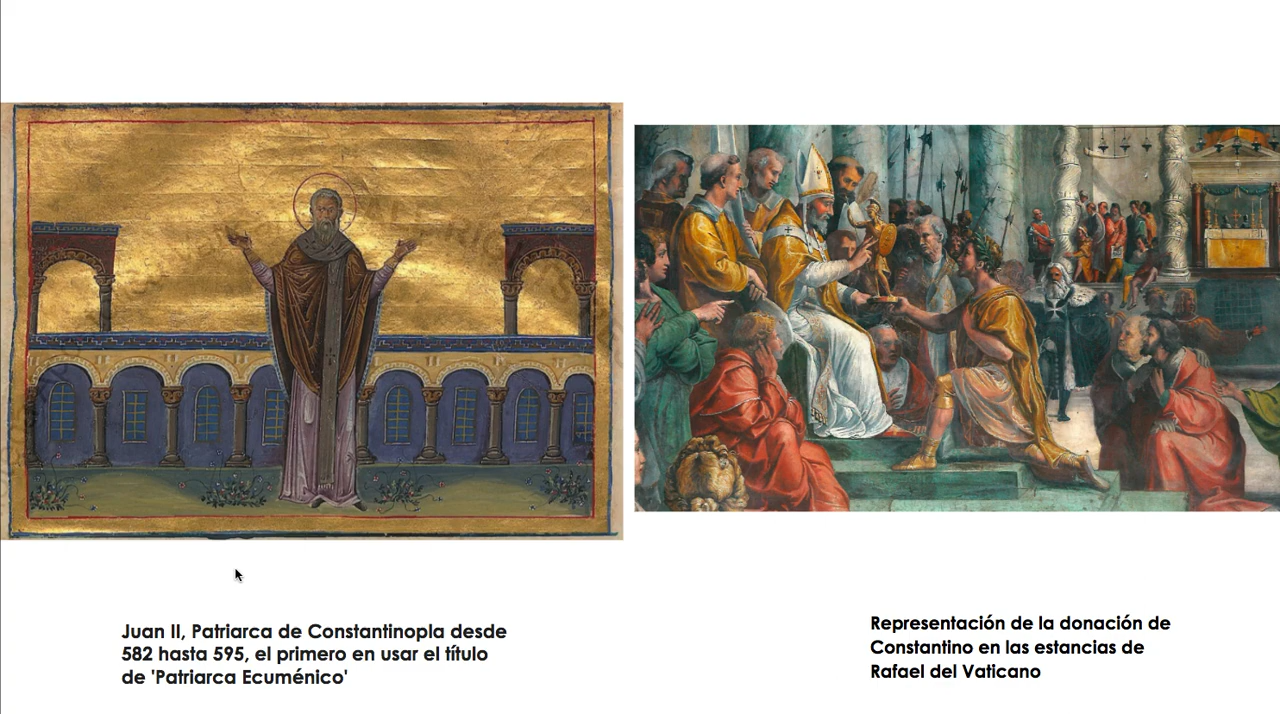 Juan II, Patriarca de Constantinopla desde
582 hasta 595, el primero en usar el título
de 'Patriarca Ecuménico'
Representación de la donación de
Constantino en las estancias de
Rafael del Vaticano